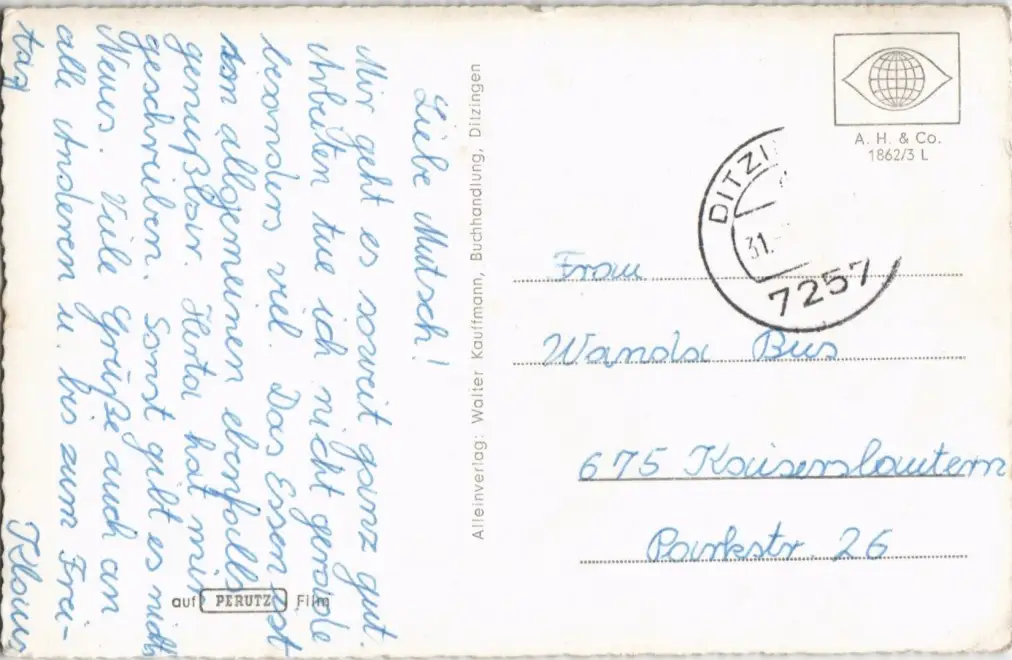 Liebe Mutsch!
Mir geht es soweit ganz gut.
Arbeiten tue ich nicht gerade
besonders viel. Das Essen ist
im allgemeinen ebenfalls
genußbar. Herta hat mir
geschrieben. Sonst gibt es nichts
Neues. Viele Grüße auch an
alle Anderen u. bis zum Frei-
tag
Klaus
Alleinverlag: Walter Kauffmann, Buchhandlung, Ditzingen
auf PERUTZ Film
A. H. & Co.
1862/3 L
31.
7257
Frau
Wanda Bus
675 Kaiserslautern
Parkstr. 26